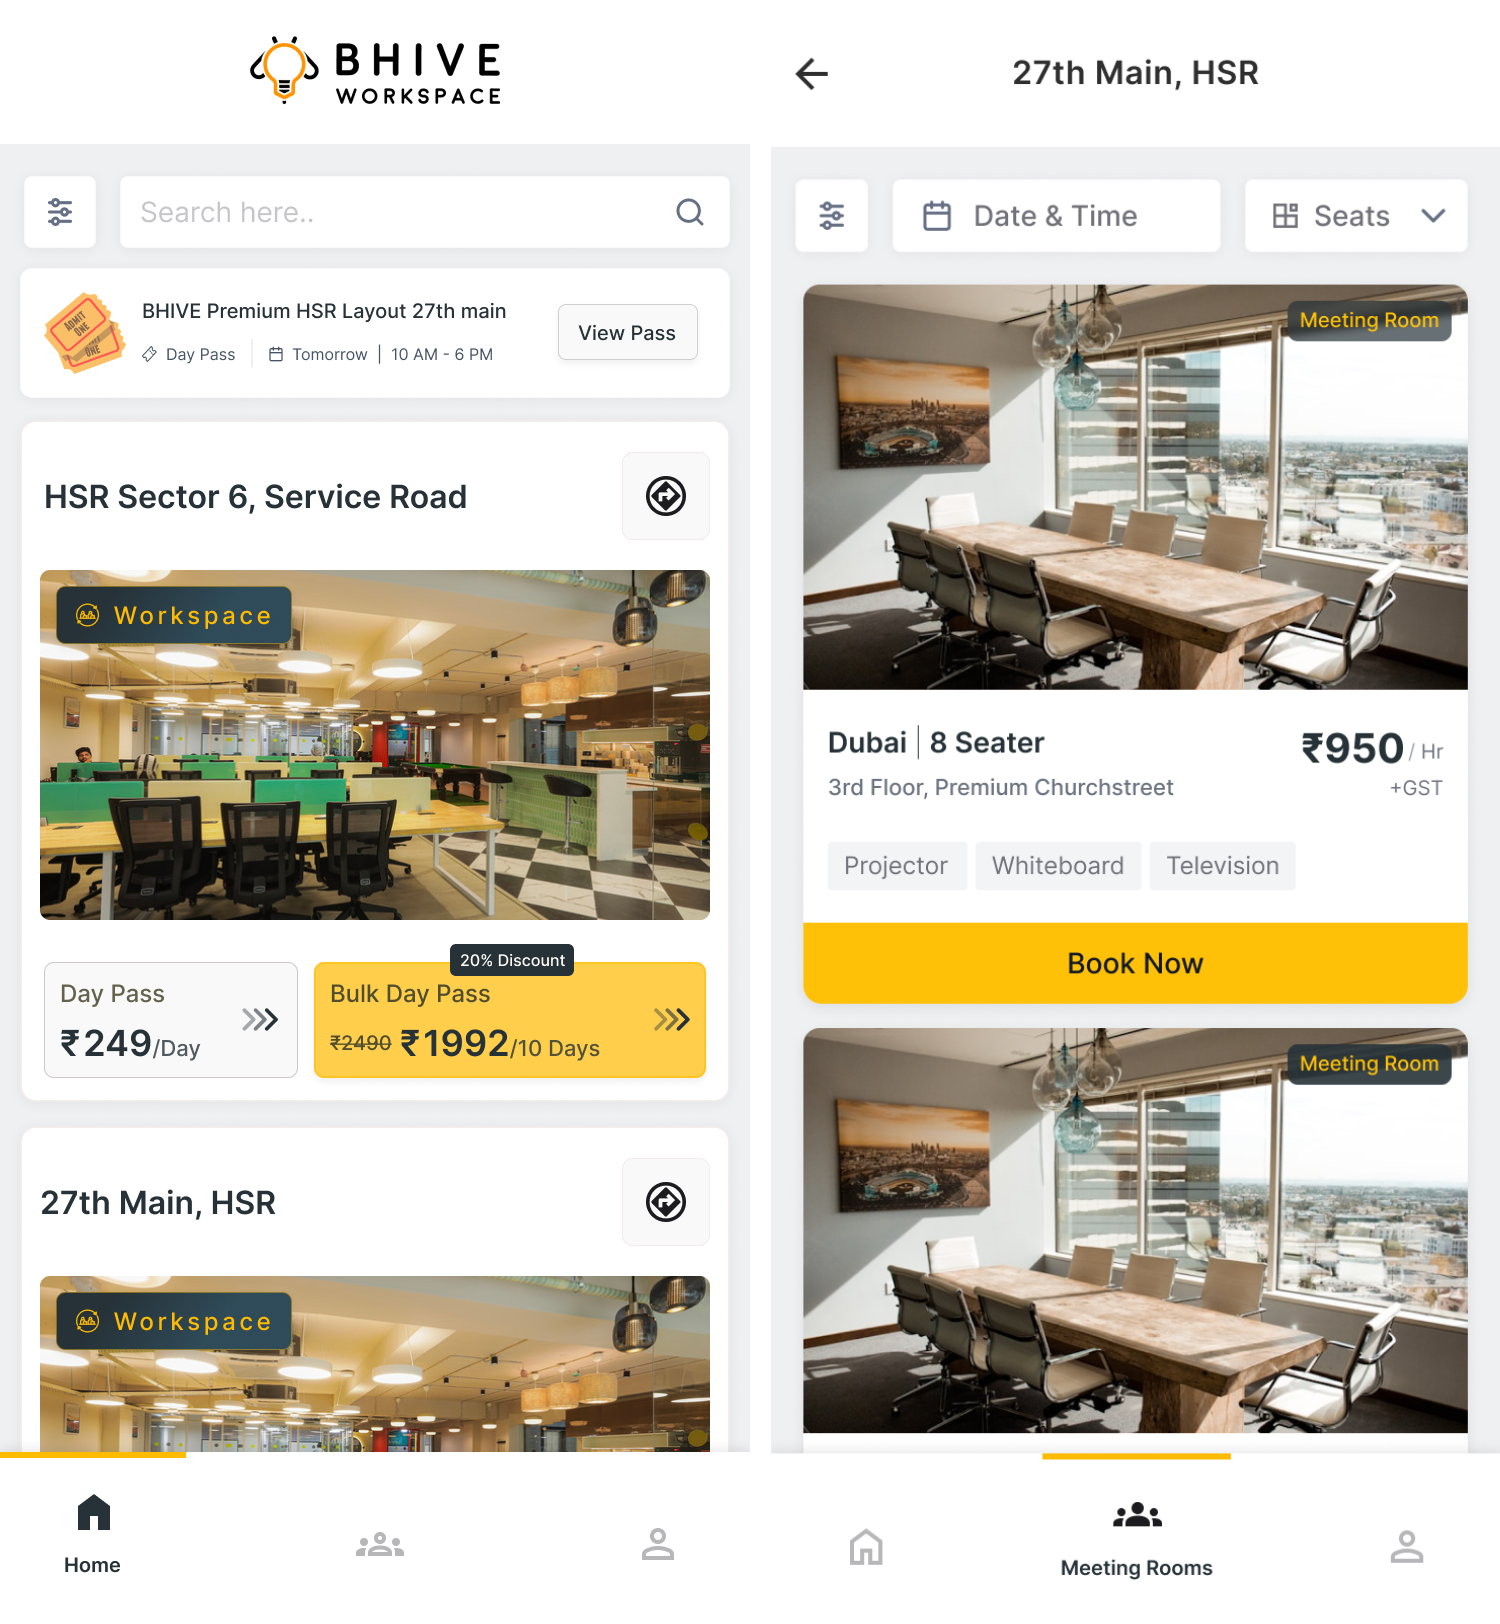 BHIVE
WORKSPACE
Search here..
ADMIT
ONE
ONE
BHIVE Premium HSR Layout 27th main
Day Pass
Tomorrow | 10 AM - 6 PM
View Pass
HSR Sector 6, Service Road
Workspace
20% Discount
Day Pass
₹249/Day
Bulk Day Pass
₹2490 ₹1992/10 Days
27th Main, HSR
Workspace
Home
27th Main, HSR
Date & Time
Seats
Meeting Room
Dubai | 8 Seater
₹950 / Hr
3rd Floor, Premium Churchstreet
+GST
Projector
Whiteboard
Television
Book Now
Meeting Room
Meeting Rooms